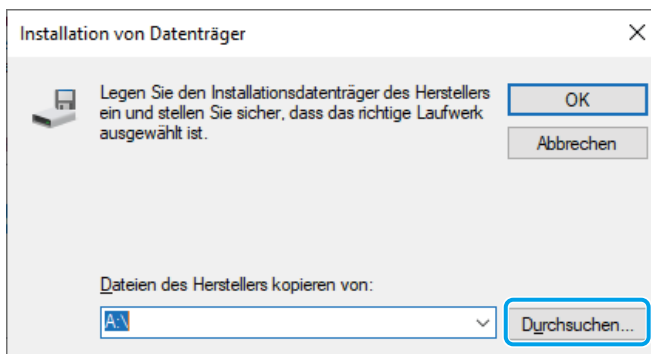 Installation von Datenträger
Legen Sie den Installationsdatenträger des Herstellers
ein und stellen Sie sicher, dass das richtige Laufwerk
ausgewählt ist.
OK
Abbrechen
Dateien des Herstellers kopieren von:
A:\
Durchsuchen...